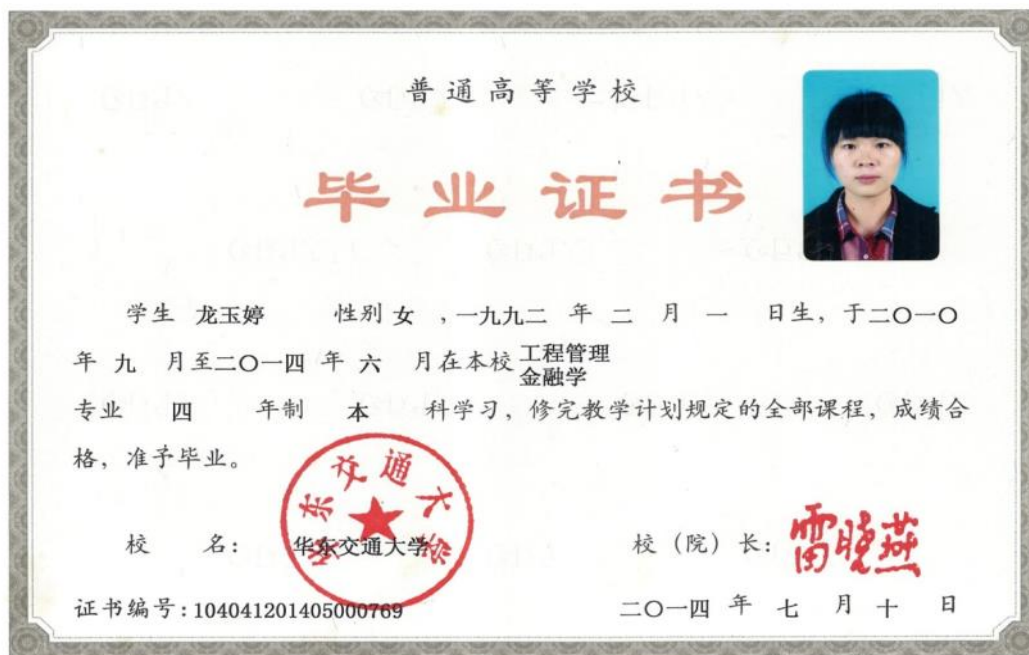 普通高等学校
毕业证书
学生 龙玉婷 性别 女 ,一九九二 年 二 月 一 日生, 于二〇一〇
年 九 月至二〇一四 年 六 月在本校 工程管理
金融学
专业 四 年制 本 科学习, 修完教学计划规定的全部课程, 成绩合
格, 准予毕业。
华东交通大学
校 名: 华东交通大学 校(院)长: 雷晓燕
证书编号:104041201405000769 二〇一四 年 七 月 十 日